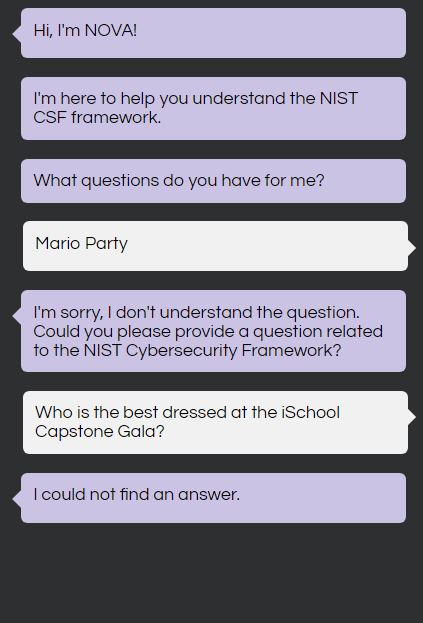 Hi, I'm NOVA!
I'm here to help you understand the NIST
CSF framework.
What questions do you have for me?
Mario Party
I'm sorry, I don't understand the question.
Could you please provide a question related
to the NIST Cybersecurity Framework?
Who is the best dressed at the iSchool
Capstone Gala?
I could not find an answer.